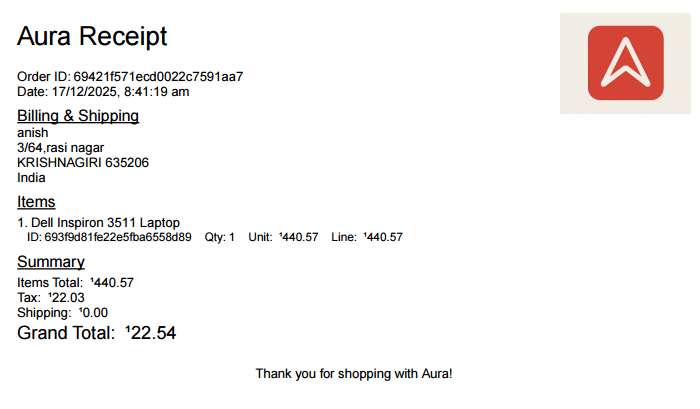 Aura Receipt
Order ID: 69421f571ecd0022c7591aa7
Date: 17/12/2025, 8:41:19 am
Billing & Shipping
anish
3/64,rasi nagar
KRISHNAGIRI 635206
India
Items
1. Dell Inspiron 3511 Laptop
ID: 693f9d81fe22e5fba6558d89 Qty: 1 Unit: ¹440.57 Line: ¹440.57
Summary
Items Total: ¹440.57
Tax: ¹22.03
Shipping: ¹0.00
Grand Total: ¹22.54
Thank you for shopping with Aura!